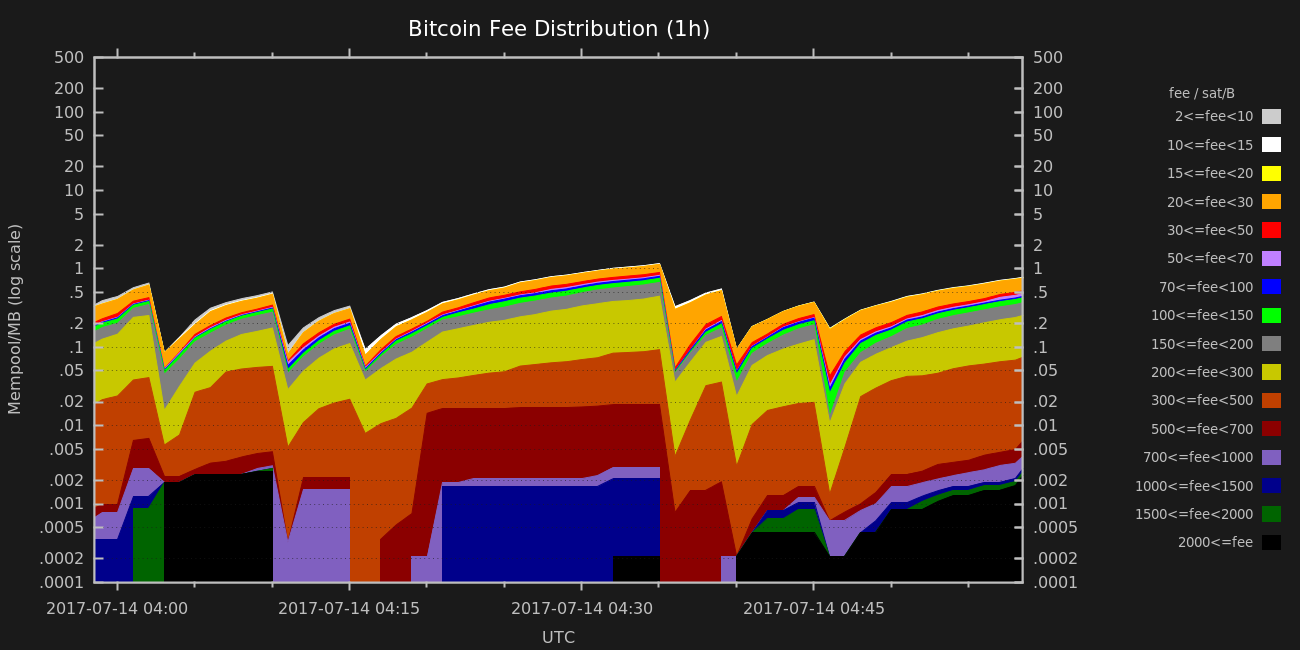 Bitcoin Fee Distribution (1h)
500 500
200 200
100 100
50 50
20 20
10 10
5 5
2 2
1 1
.5 .5
.2 .2
.1 .1
.05 .05
.02 .02
.01 .01
.005 .005
.002 .002
.001 .001
.0005 .0005
.0002 .0002
.0001 .0001
Mempool/MB (log scale)
2017-07-14 04:00 2017-07-14 04:15 2017-07-14 04:30 2017-07-14 04:45
UTC
fee / sat/B
2<=fee<10
10<=fee<15
15<=fee<20
20<=fee<30
30<=fee<50
50<=fee<70
70<=fee<100
100<=fee<150
150<=fee<200
200<=fee<300
300<=fee<500
500<=fee<700
700<=fee<1000
1000<=fee<1500
1500<=fee<2000
2000<=fee